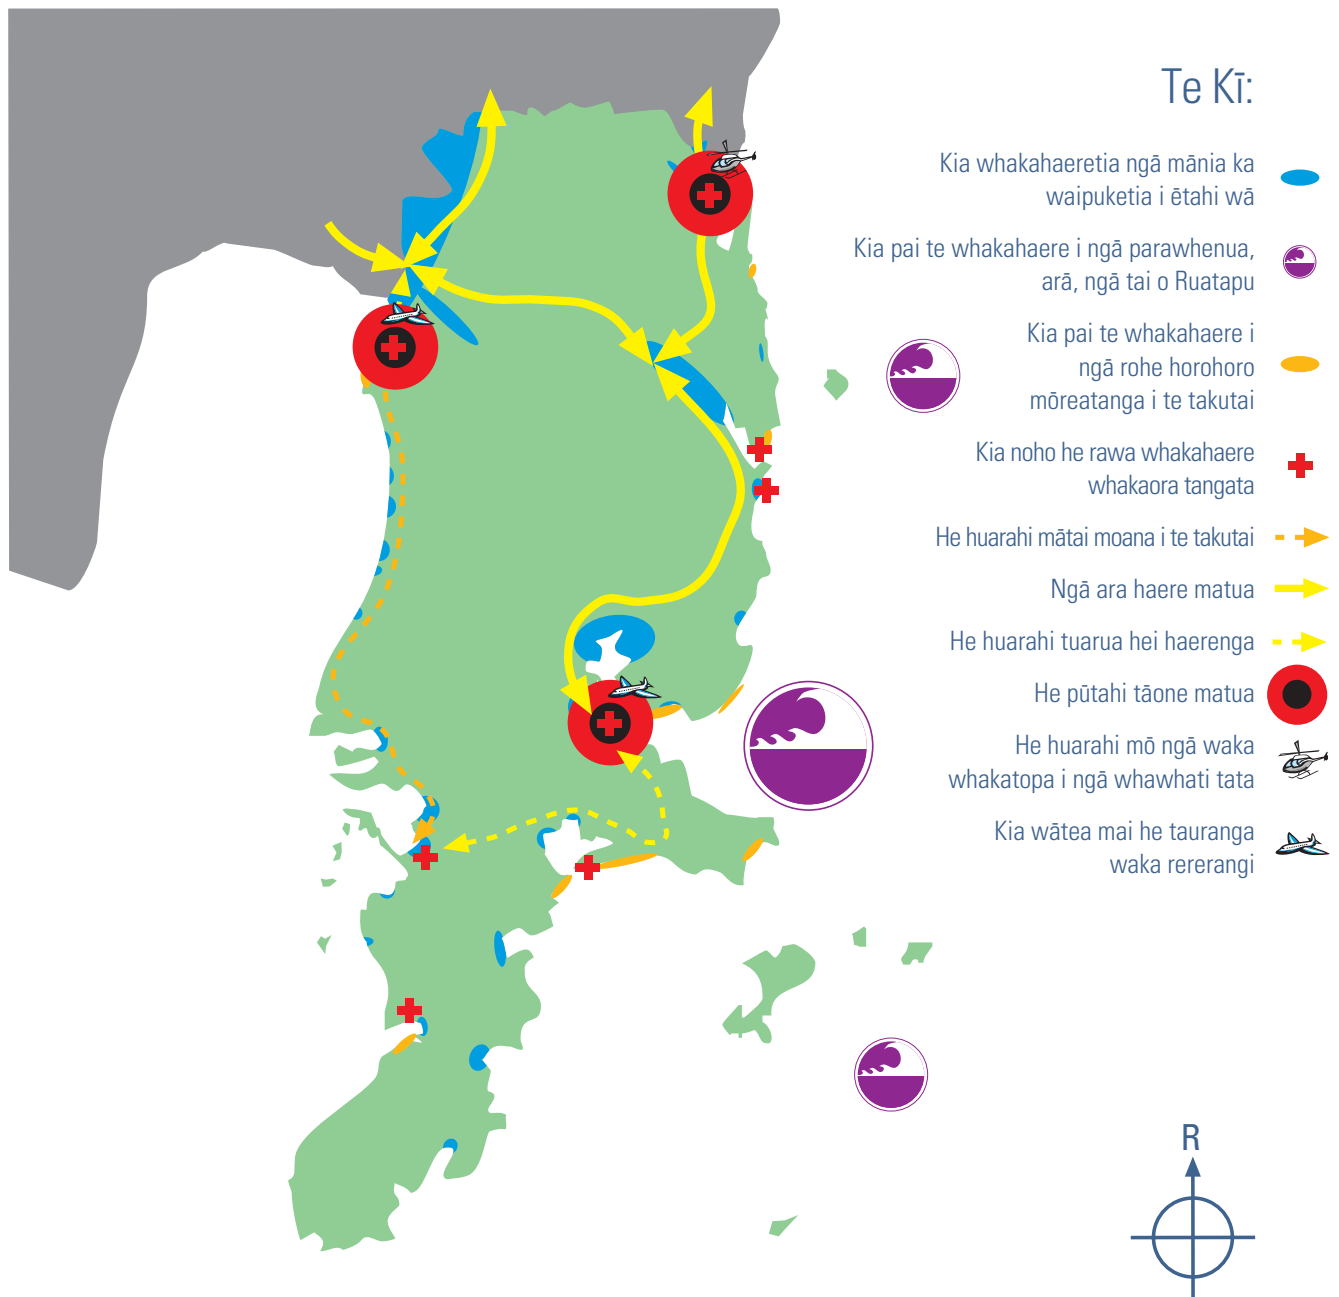 Te Kī:
Kia whakahaeretia ngā mānia ka
waipuketia i ētahi wā
Kia pai te whakahaere i ngā parawhenua,
arā, ngā tai o Ruatapu
Kia pai te whakahaere i
ngā rohe horohoro
mōreatanga i te takutai
Kia noho he rawa whakahaere
whakaora tangata
He huarahi mātai moana i te takutai
Ngā ara haere matua
He huarahi tuarua hei haerenga
He pūtahi tāone matua
He huarahi mō ngā waka
whakatopa i ngā whawhati tata
Kia wātea mai he tauranga
waka rererangi
R